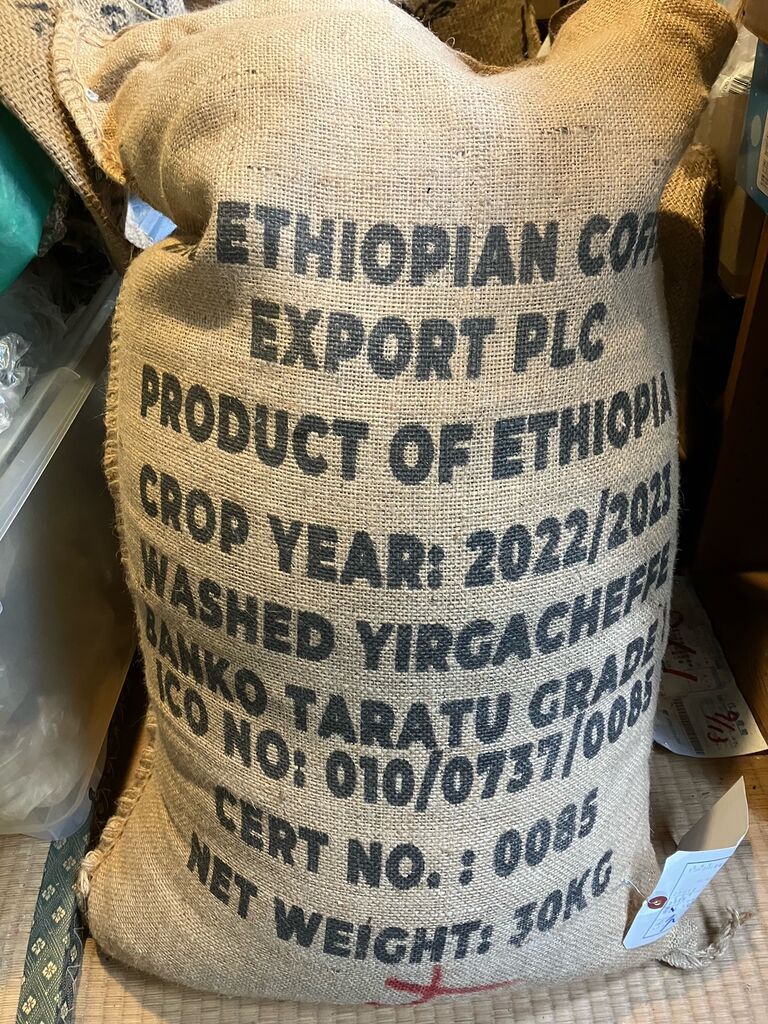 ETHIOPIAN COFF
EXPORT PLC
PRODUCT OF ETHIOPIA
CROP YEAR: 2022/2023
WASHED YIRGACHEFFE
BANKO TARATU GRADE
ICO NO: 010/0737/0085
CERT NO. : 0085
NET WEIGHT: 30KG